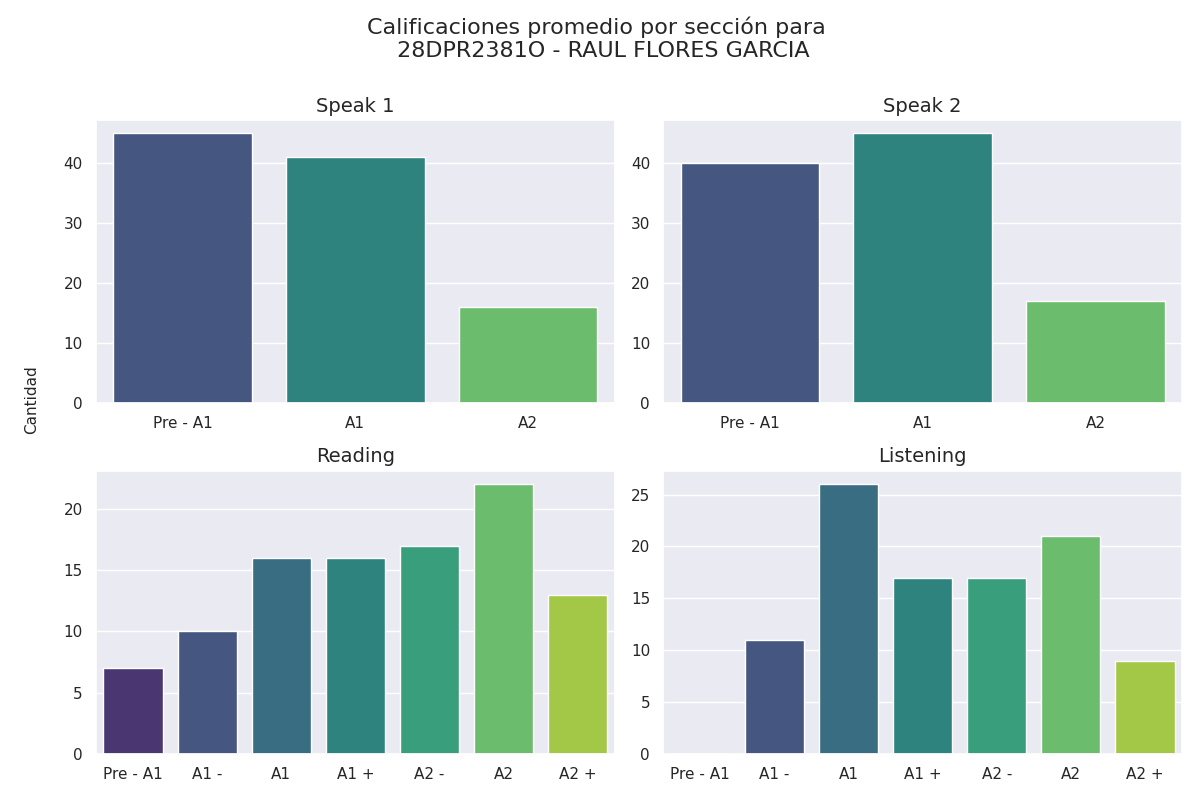 Calificaciones promedio por sección para
28DPR2381O - RAUL FLORES GARCIA
Speak 1
Speak 2
40
30
20
10
0
40
30
20
10
0
Cantidad
Pre - A1 A1 A2
Pre - A1 A1 A2
Reading
Listening
20
15
10
5
0
25
20
15
10
5
0
Pre - A1 A1 - A1 A1 + A2 - A2 A2 +
Pre - A1 A1 - A1 A1 + A2 - A2 A2 +